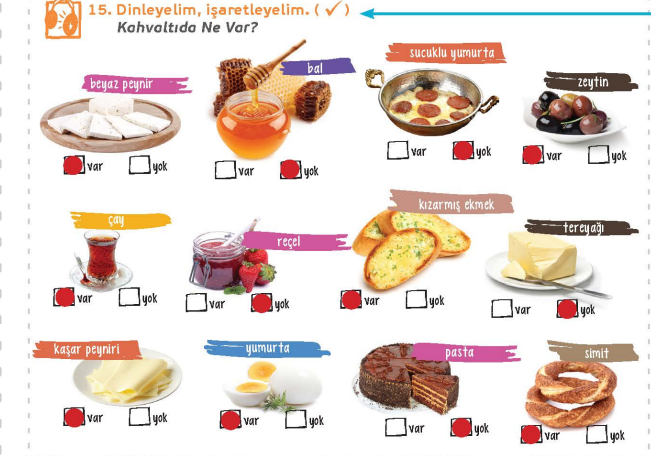 15. Dinleyelim, işaretleyelim. ( ✓ )
Kahvaltıda Ne Var?
beyaz peynir
var yok
bal
var yok
sucuklu yumurta
var yok
zeytin
var yok
çay
var yok
reçel
var yok
kızarmış ekmek
var yok
tereyağı
var yok
kaşar peyniri
var yok
yumurta
var yok
pasta
var yok
simit
var yok